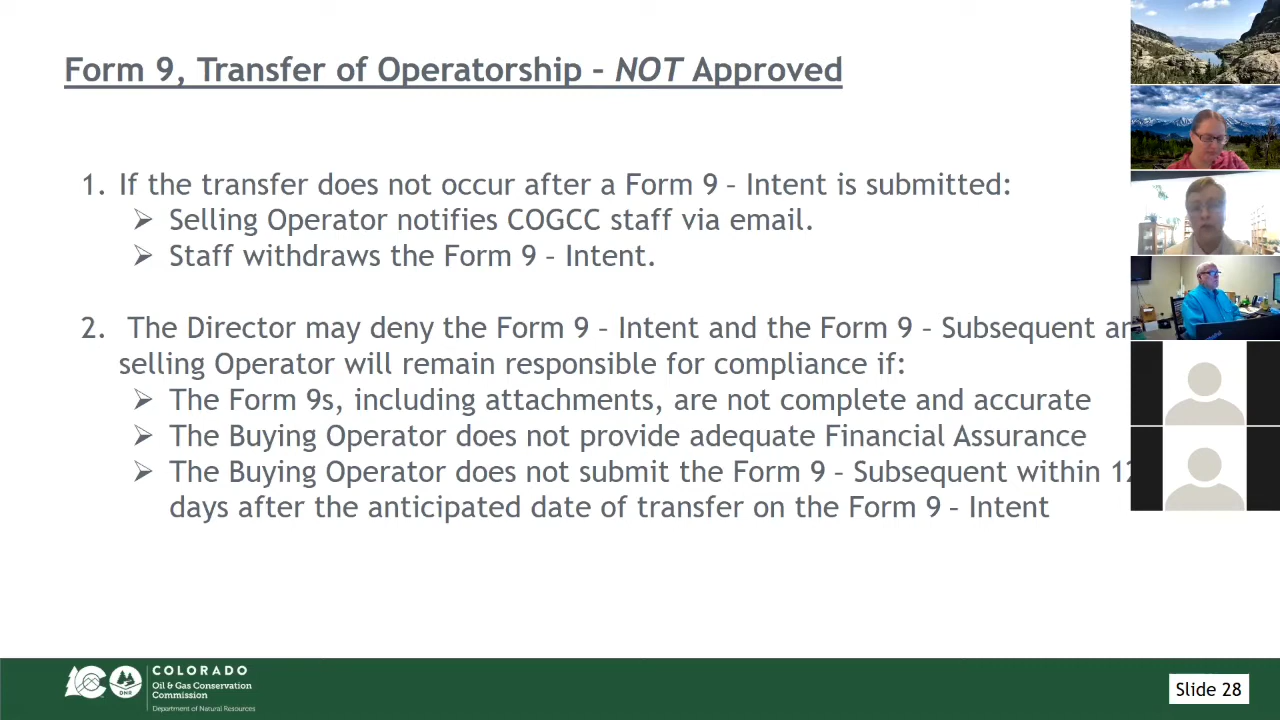 Form 9, Transfer of Operatorship – NOT Approved
1. If the transfer does not occur after a Form 9 – Intent is submitted:
➢ Selling Operator notifies COGCC staff via email.
➢ Staff withdraws the Form 9 – Intent.
2. The Director may deny the Form 9 – Intent and the Form 9 – Subsequent
selling Operator will remain responsible for compliance if:
➢ The Form 9s, including attachments, are not complete and accurate
➢ The Buying Operator does not provide adequate Financial Assurance
➢ The Buying Operator does not submit the Form 9 – Subsequent within
days after the anticipated date of transfer on the Form 9 – Intent
COLORADO
Oil & Gas Conservation
Commission
Department of Natural Resources
DNR
Slide 28